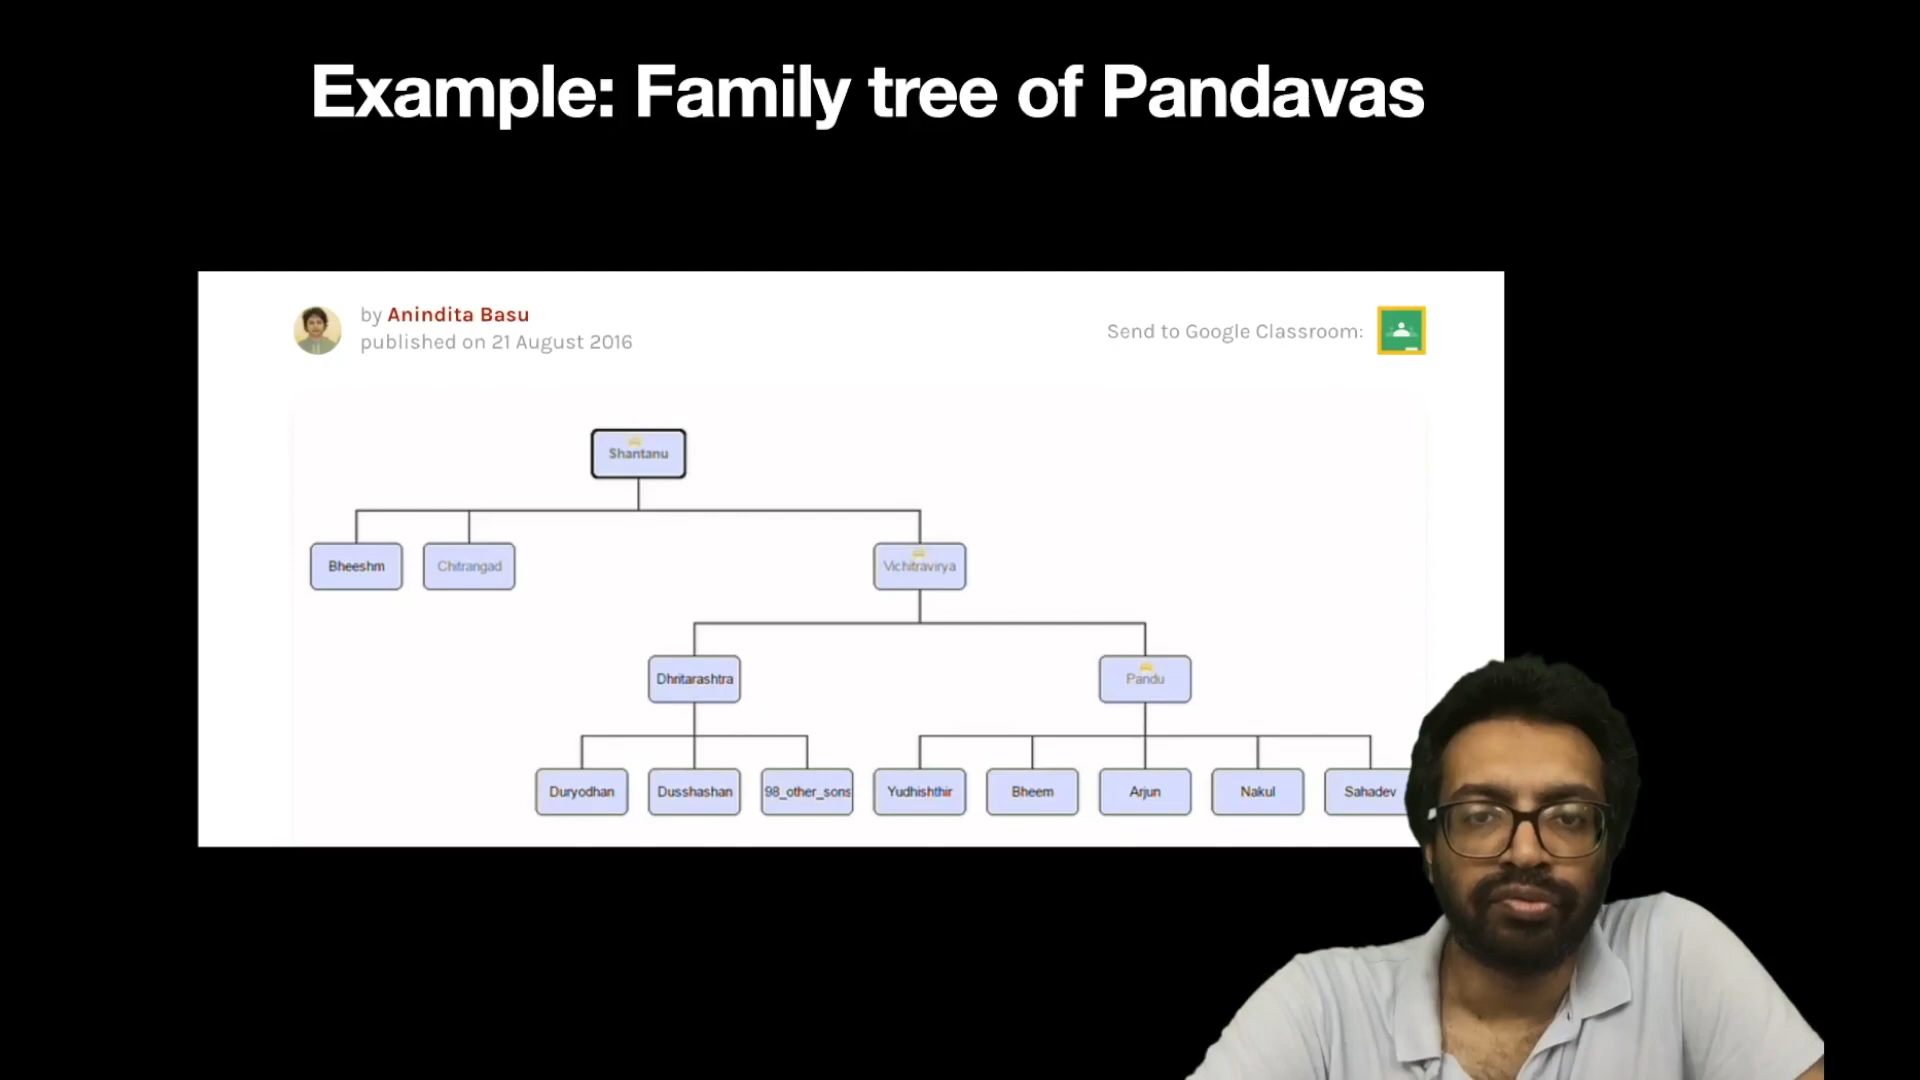 Example: Family tree of Pandavas
by Anindita Basu
published on 21 August 2016
Send to Google Classroom:
Shantanu
Bheeshm
Chitrangad
Vichitravirya
Dhritarashtra
Pandu
Duryodhan
Dusshashan
98_other_sons
Yudhishthir
Bheem
Arjun
Nakul
Sahadev